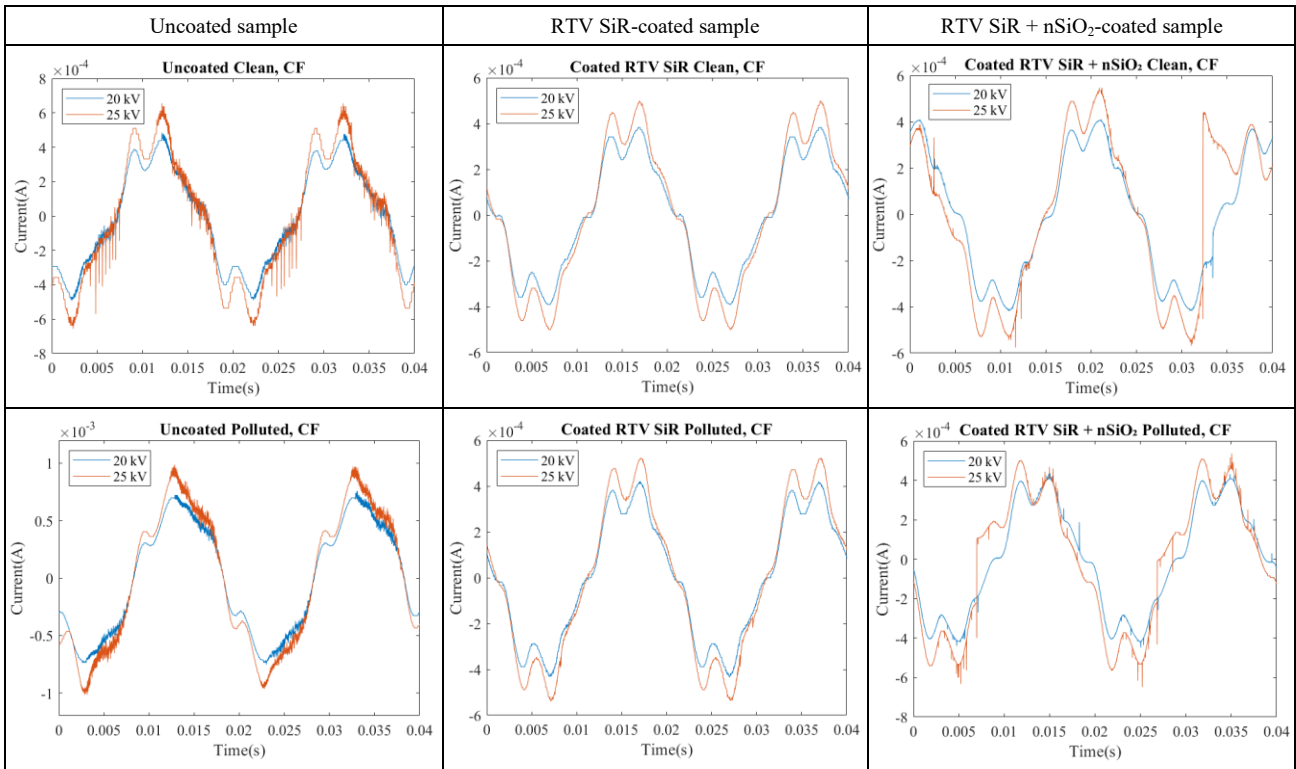 Uncoated sample
RTV SiR-coated sample
RTV SiR + nSiO₂-coated sample
Uncoated Clean, CF
×10⁻⁴
20 kV
25 kV
8
6
4
2
0
-2
-4
-6
-8
Current(A)
0 0.005 0.01 0.015 0.02 0.025 0.03 0.035 0.04
Time(s)
Coated RTV SiR Clean, CF
×10⁻⁴
20 kV
25 kV
6
4
2
0
-2
-4
-6
Current(A)
0 0.005 0.01 0.015 0.02 0.025 0.03 0.035 0.04
Time(s)
Coated RTV SiR + nSiO₂ Clean, CF
×10⁻⁴
20 kV
25 kV
6
4
2
0
-2
-4
-6
Current(A)
0 0.005 0.01 0.015 0.02 0.025 0.03 0.035 0.04
Time(s)
Uncoated Polluted, CF
×10⁻³
20 kV
25 kV
1
0.5
0
-0.5
-1
Current(A)
0 0.005 0.01 0.015 0.02 0.025 0.03 0.035 0.04
Time(s)
Coated RTV SiR Polluted, CF
×10⁻⁴
20 kV
25 kV
6
4
2
0
-2
-4
-6
Current(A)
0 0.005 0.01 0.015 0.02 0.025 0.03 0.035 0.04
Time(s)
Coated RTV SiR + nSiO₂ Polluted, CF
×10⁻⁴
20 kV
25 kV
6
4
2
0
-2
-4
-6
-8
Current(A)
0 0.005 0.01 0.015 0.02 0.025 0.03 0.035 0.04
Time(s)